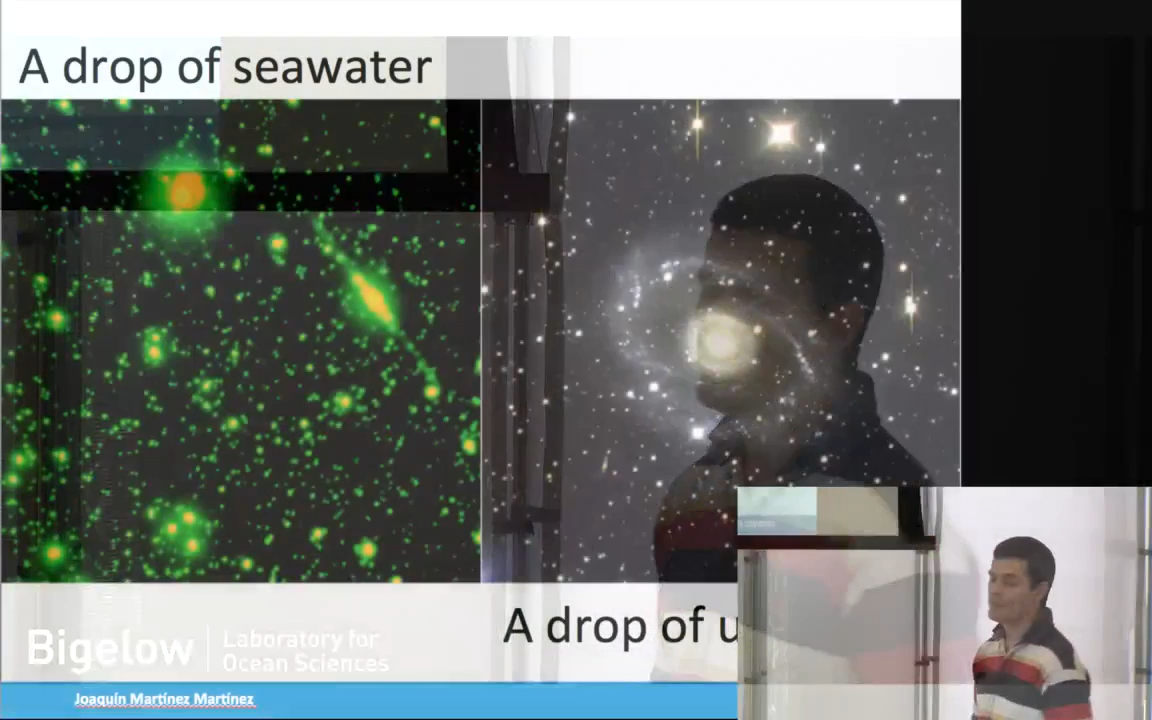 A drop of seawater
A drop of u
Bigelow
Laboratory for
Ocean Sciences
Joaquín Martínez Martínez